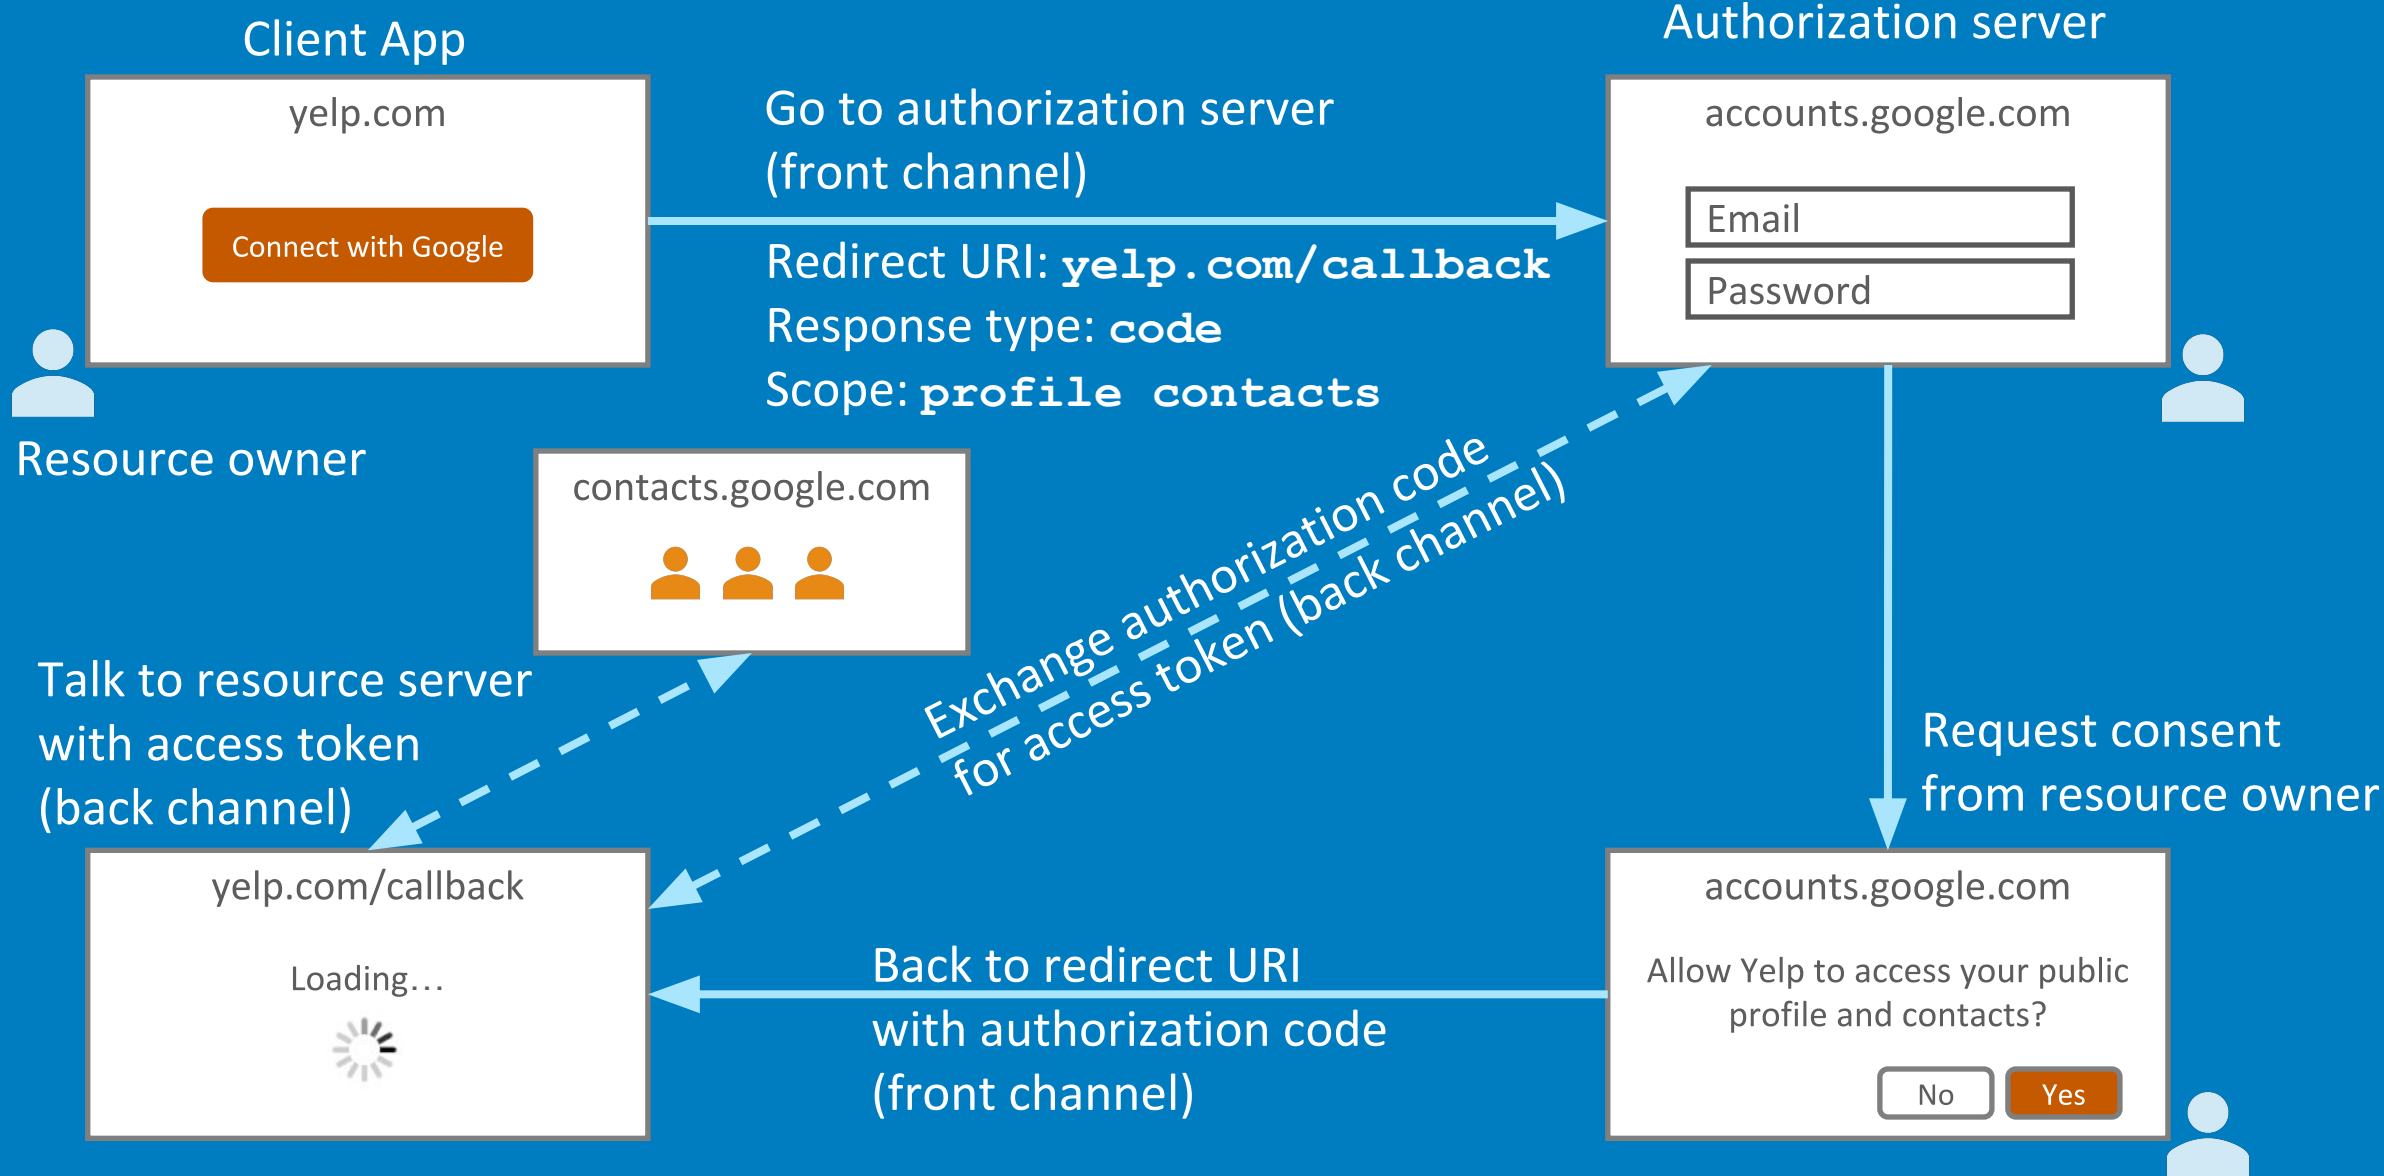 Client App
yelp.com
Connect with Google
Resource owner
Go to authorization server
(front channel)
Redirect URI: yelp.com/callback
Response type: code
Scope: profile contacts
Authorization server
accounts.google.com
Email
Password
contacts.google.com
Exchange authorization code
for access token (back channel)
Request consent
from resource owner
Talk to resource server
with access token
(back channel)
yelp.com/callback
Loading…
Back to redirect URI
with authorization code
(front channel)
accounts.google.com
Allow Yelp to access your public
profile and contacts?
No
Yes